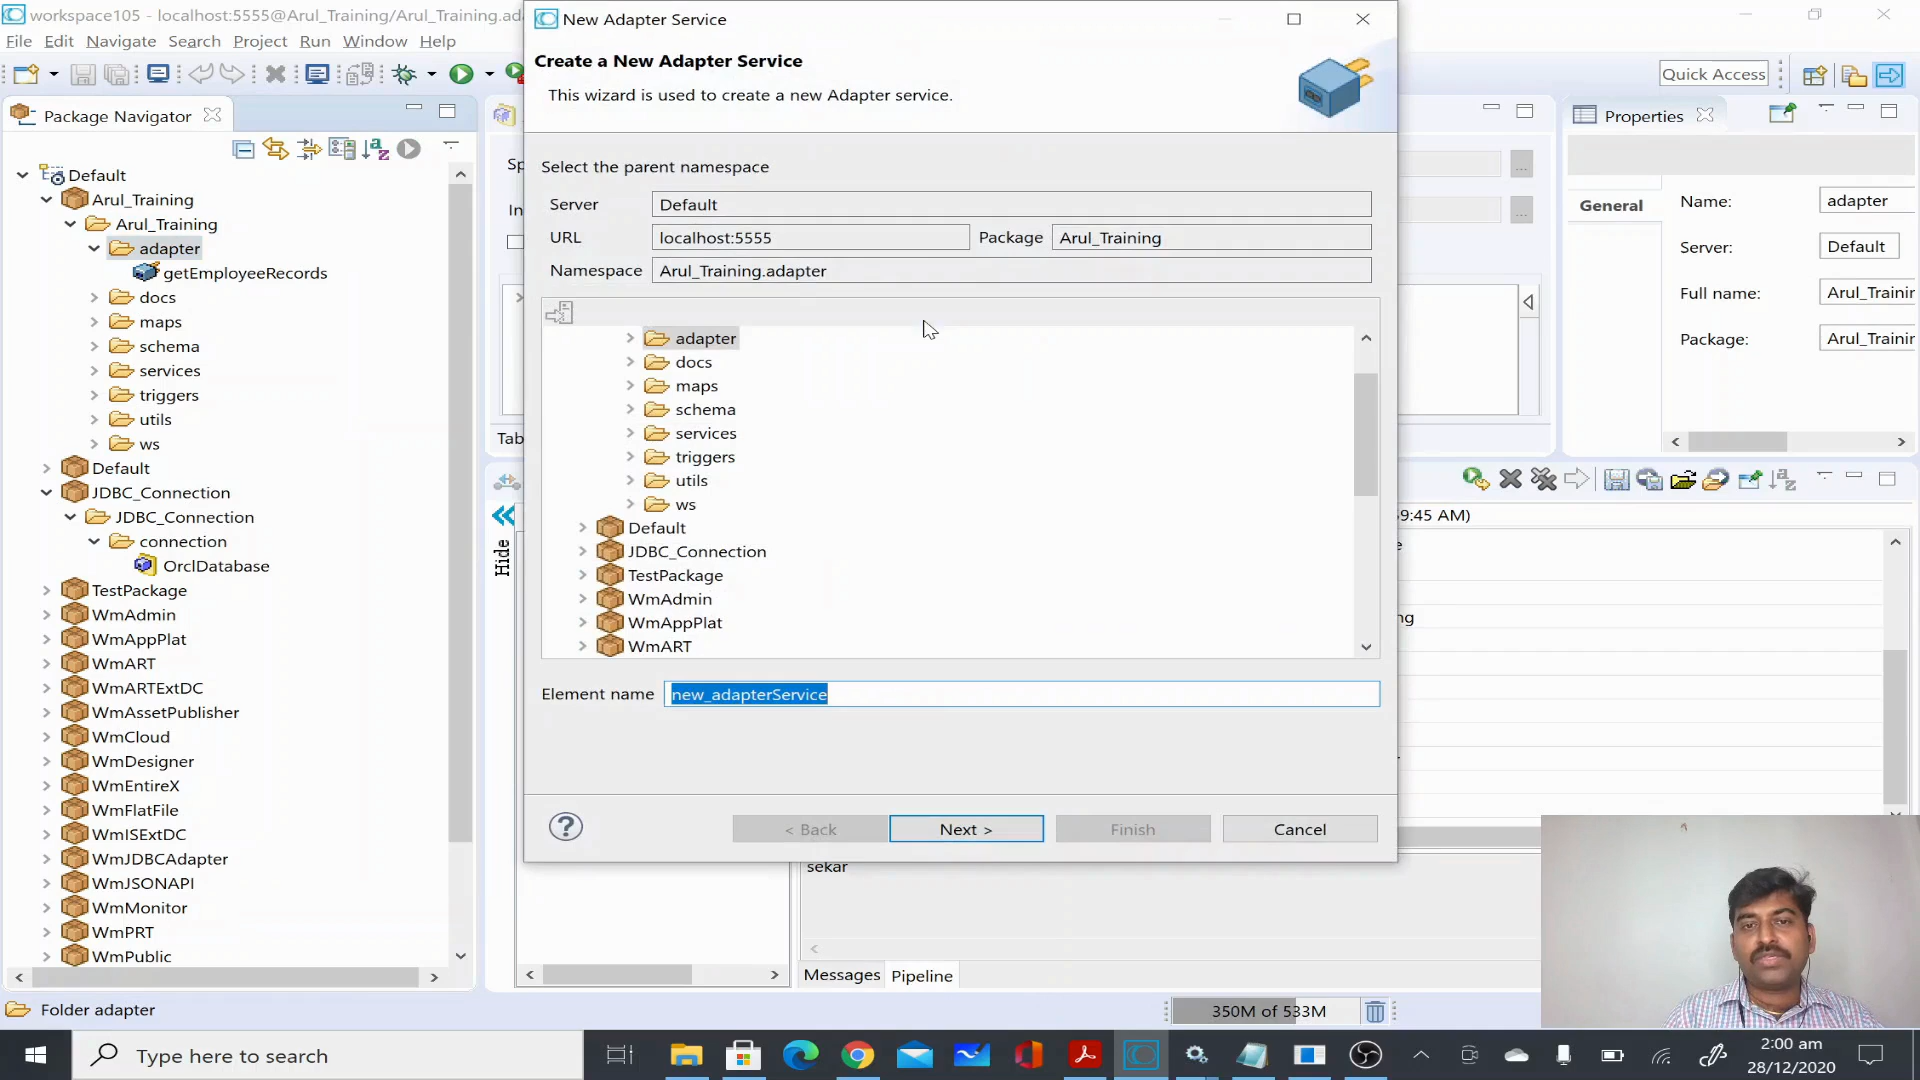 workspace105 - localhost:5555@Arul_Training/Arul_Training.ad
New Adapter Service
File Edit Navigate Search Project Run Window Help
Create a New Adapter Service
This wizard is used to create a new Adapter service.
Quick Access
Package Navigator
Properties
Select the parent namespace
Server Default
URL localhost:5555 Package Arul_Training
Namespace Arul_Training.adapter
Default
Arul_Training
Arul_Training
adapter
getEmployeeRecords
docs
maps
schema
services
triggers
utils
ws
Default
JDBC_Connection
JDBC_Connection
connection
OrclDatabase
TestPackage
WmAdmin
WmAppPlat
WmART
WmARTExtDC
WmAssetPublisher
WmCloud
WmDesigner
WmEntireX
WmFlatFile
WmISExtDC
WmJDBCAdapter
WmJSONAPI
WmMonitor
WmPRT
WmPublic
Sp
In
Tab
Hide
adapter
docs
maps
schema
services
triggers
utils
ws
Default
JDBC_Connection
TestPackage
WmAdmin
WmAppPlat
WmART
Element name new_adapterService
< Back Next > Finish Cancel
General
Name: adapter
Server: Default
Full name: Arul_Trainir
Package: Arul_Trainir
9:45 AM)
e
ng
sekar
Messages Pipeline
Folder adapter
350M of 533M
Type here to search
2:00 am
28/12/2020